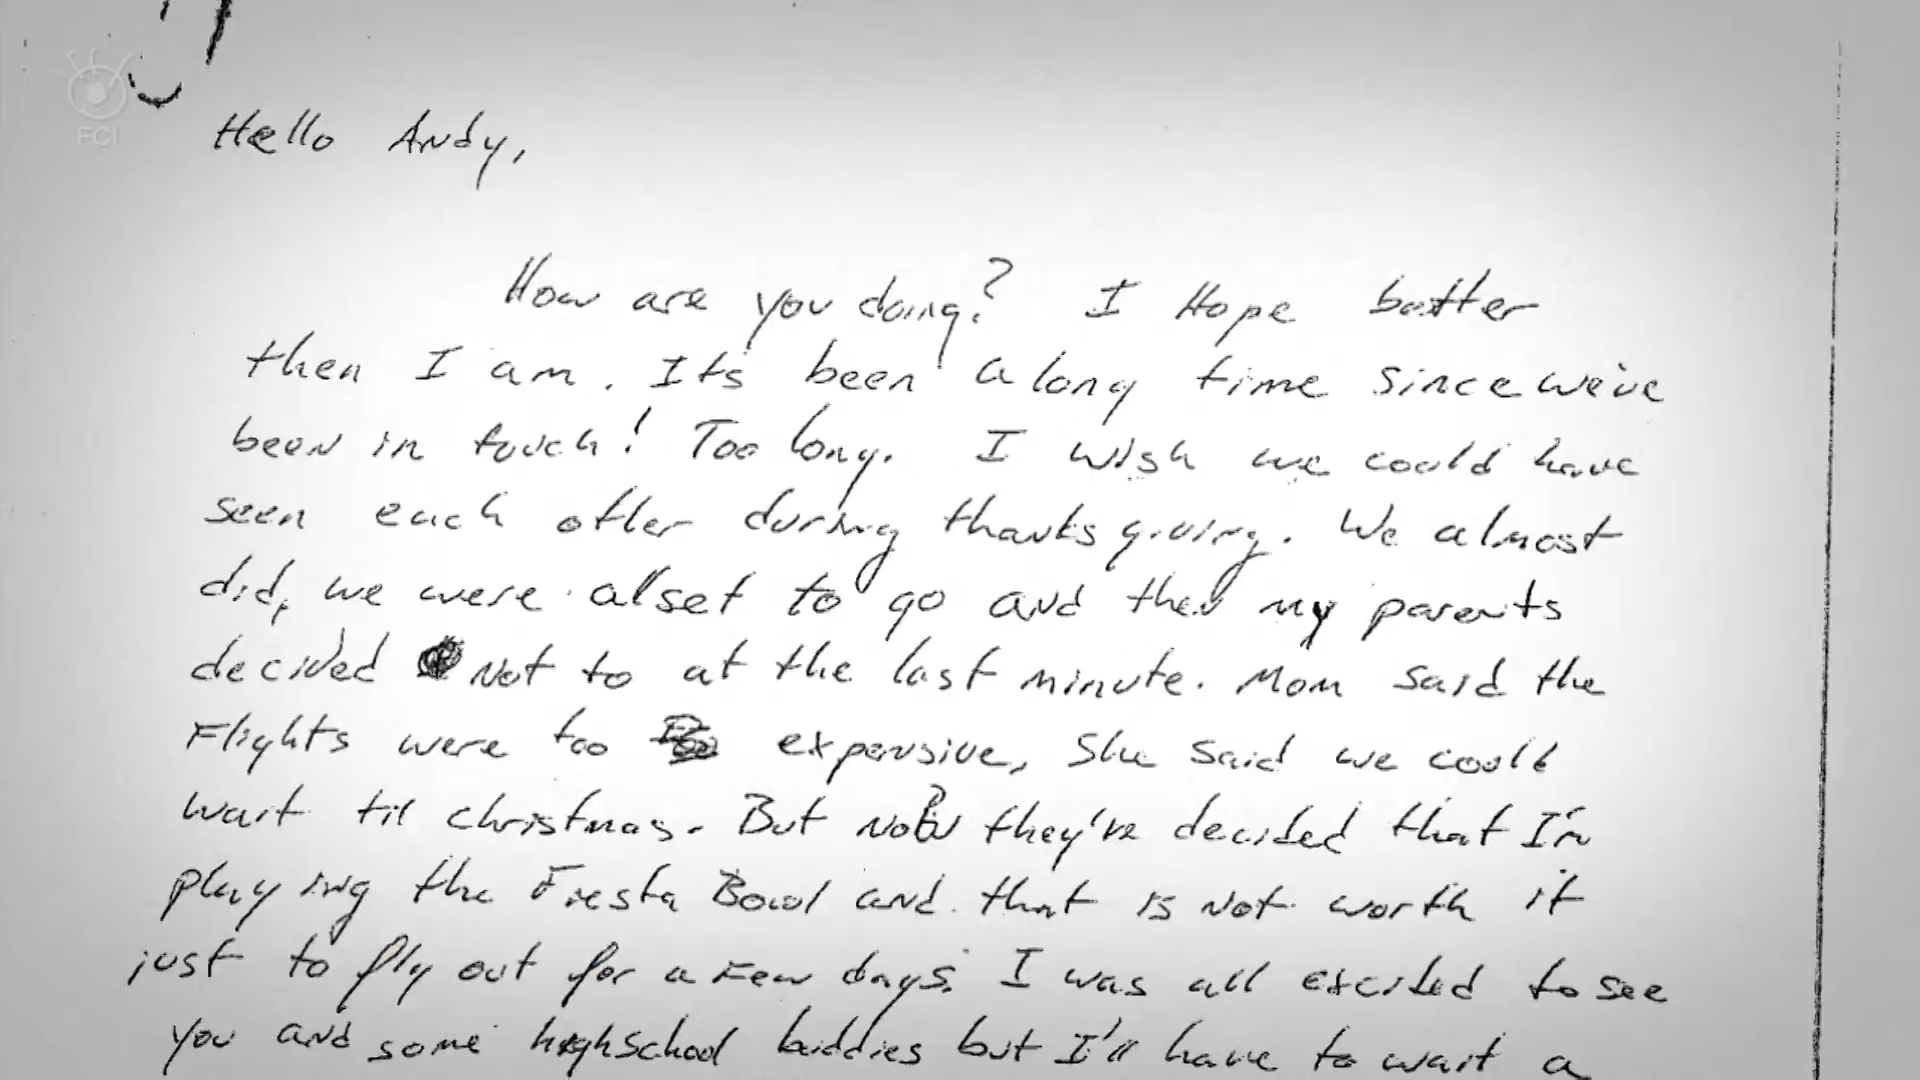 FCI
Hello Andy,
How are you doing? I Hope better
then I am. Its been a long time since we've
been in touch! Too long. I wish we could have
seen each other during thanksgiving. We almost
did, we were all set to go and then my parents
decided Not to at the last minute. Mom said the
Flights were too expensive, She said we could
wait til christmas. But Now they've decided that I'm
playing the Fiesta Bowl and that is Not worth it
just to fly out for a Few days. I was all excited to see
you and some highschool buddies but I'll have to wait a